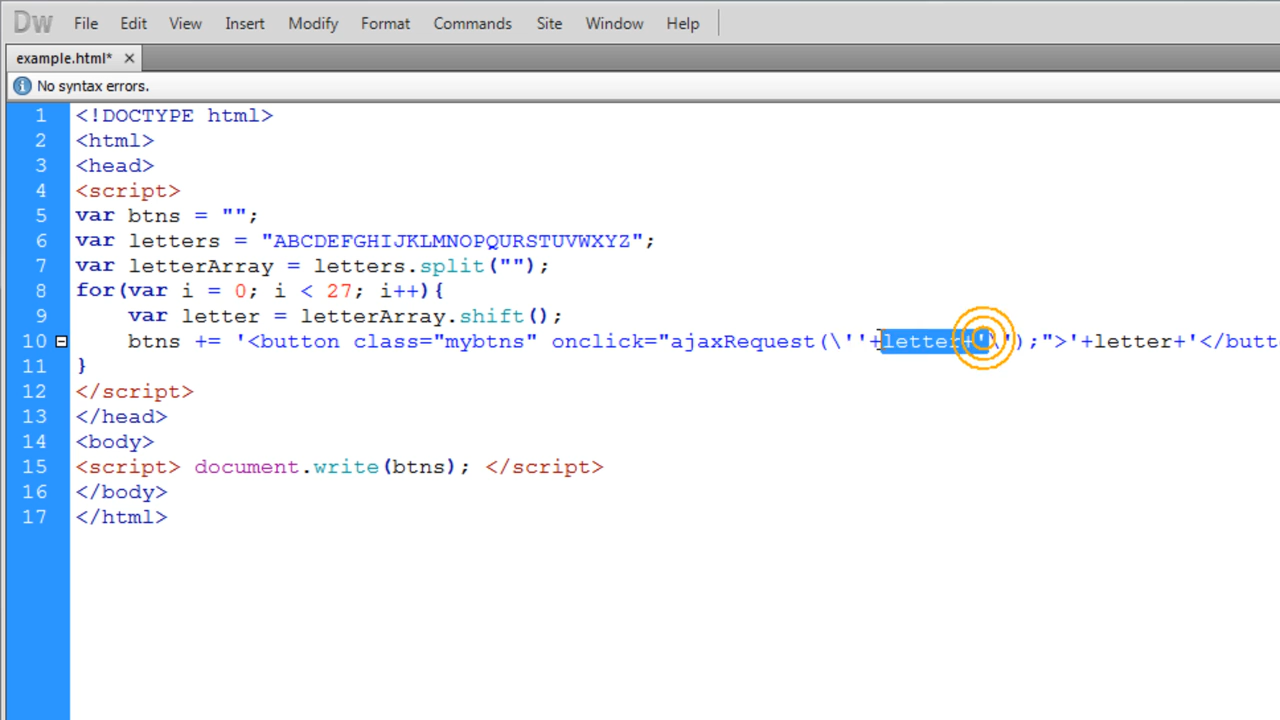 Dw File Edit View Insert Modify Format Commands Site Window Help
example.html* ×
No syntax errors.
1 <!DOCTYPE html>
2 <html>
3 <head>
4 <script>
5 var btns = "";
6 var letters = "ABCDEFGHIJKLMNOPQURSTUVWXYZ";
7 var letterArray = letters.split("");
8 for(var i = 0; i < 27; i++){
9 var letter = letterArray.shift();
10 btns += '<button class="mybtns" onclick="ajaxRequest(\''+letter+'\');">'+letter+'</butt
11 }
12 </script>
13 </head>
14 <body>
15 <script> document.write(btns); </script>
16 </body>
17 </html>